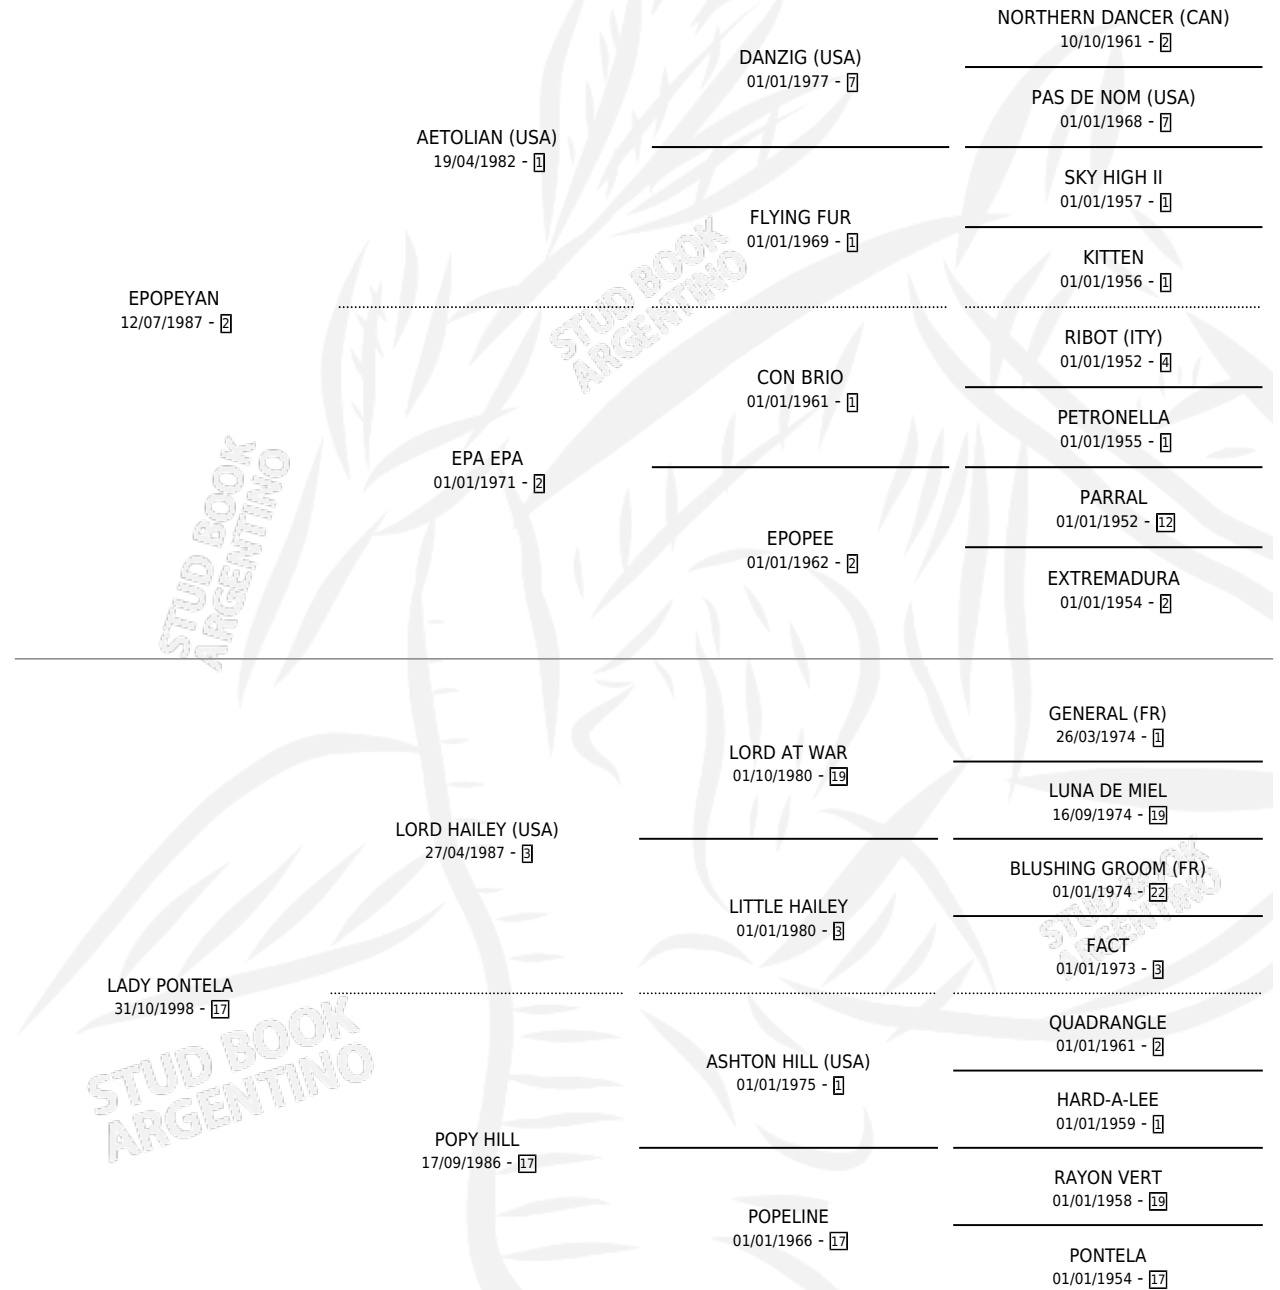 NORTHERN DANCER (CAN)
10/10/1961 - 2
DANZIG (USA)
01/01/1977 - 7
PAS DE NOM (USA)
01/01/1968 - 7
AETOLIAN (USA)
19/04/1982 - 1
SKY HIGH II
01/01/1957 - 1
FLYING FUR
01/01/1969 - 1
KITTEN
01/01/1956 - 1
EPOPEYAN
12/07/1987 - 2
RIBOT (ITY)
01/01/1952 - 4
CON BRIO
01/01/1961 - 1
PETRONELLA
01/01/1955 - 1
EPA EPA
01/01/1971 - 2
PARRAL
01/01/1952 - 12
EPOPEE
01/01/1962 - 2
EXTREMADURA
01/01/1954 - 2
STUD BOOK
ARGENTINO
STUD BOOK
ARGENTINO
GENERAL (FR)
26/03/1974 - 1
LORD AT WAR
01/10/1980 - 19
LUNA DE MIEL
16/09/1974 - 19
LORD HAILEY (USA)
27/04/1987 - 3
BLUSHING GROOM (FR)
01/01/1974 - 22
LITTLE HAILEY
01/01/1980 - 3
FACT
01/01/1973 - 3
STUD BOOK
ARGENTINO
LADY PONTELA
31/10/1998 - 17
STUD BOOK
ARGENTINO
QUADRANGLE
01/01/1961 - 2
ASHTON HILL (USA)
01/01/1975 - 1
HARD-A-LEE
01/01/1959 - 1
POPY HILL
17/09/1986 - 17
RAYON VERT
01/01/1958 - 19
POPELINE
01/01/1966 - 17
PONTELA
01/01/1954 - 17